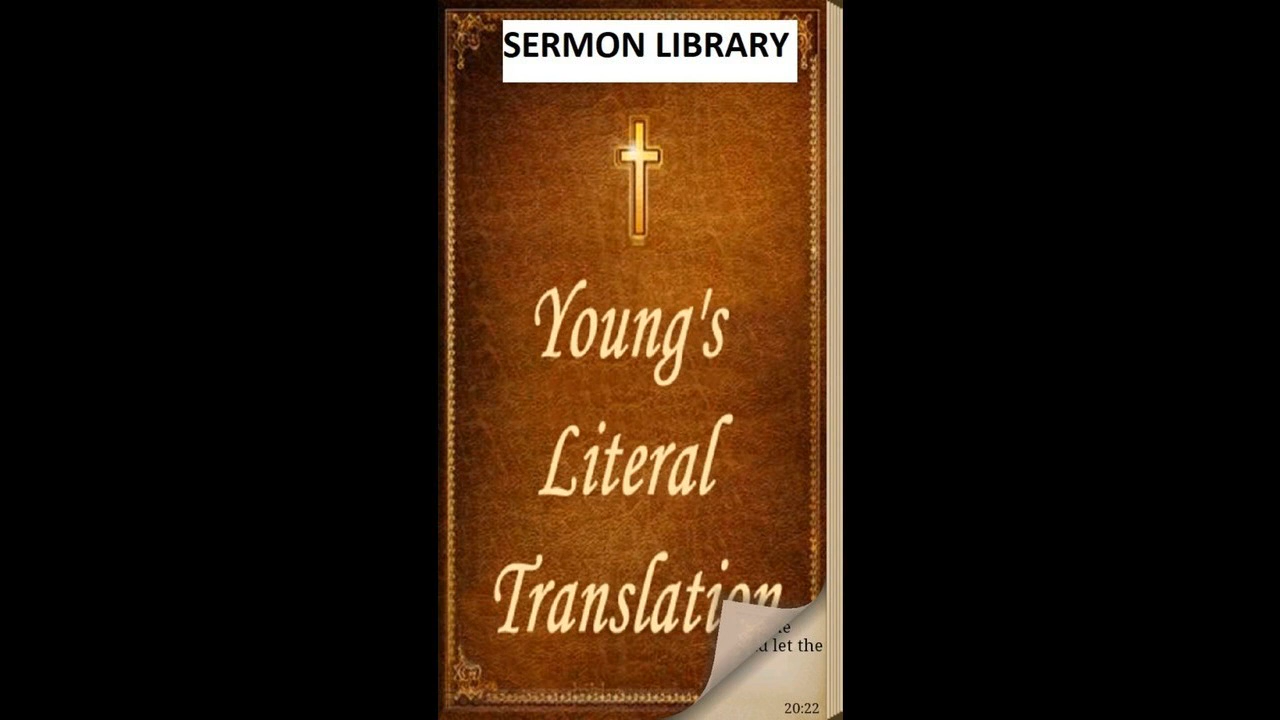 SERMON LIBRARY
Young's
Literal
Translation
let the
20:22